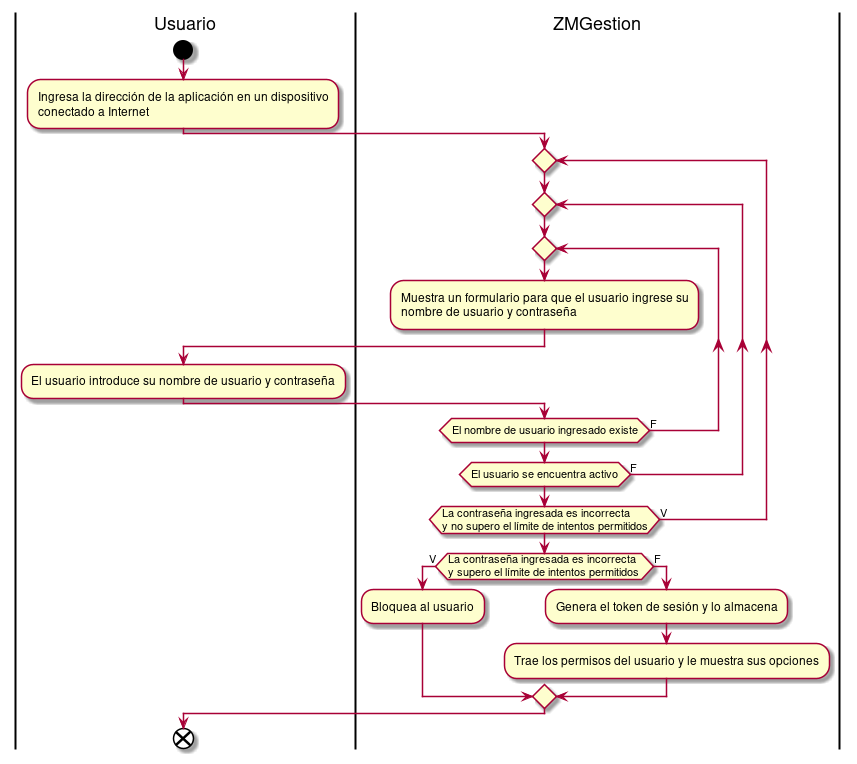 Usuario
ZMGestion
Ingresa la dirección de la aplicación en un dispositivo
conectado a Internet
Muestra un formulario para que el usuario ingrese su
nombre de usuario y contraseña
El usuario introduce su nombre de usuario y contraseña
El nombre de usuario ingresado existe
F
El usuario se encuentra activo
F
La contraseña ingresada es incorrecta
y no supero el límite de intentos permitidos
V
V
La contraseña ingresada es incorrecta
y supero el límite de intentos permitidos
F
Bloquea al usuario
Genera el token de sesión y lo almacena
Trae los permisos del usuario y le muestra sus opciones